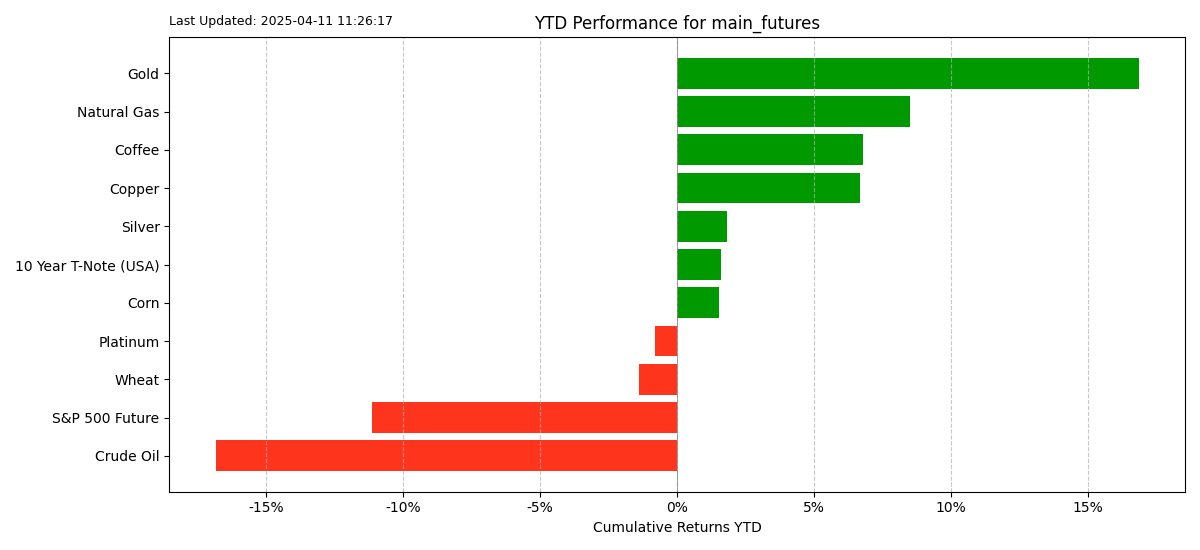 Last Updated: 2025-04-11 11:26:17
YTD Performance for main_futures
Gold
Natural Gas
Coffee
Copper
Silver
10 Year T-Note (USA)
Corn
Platinum
Wheat
S&P 500 Future
Crude Oil
-15% -10% -5% 0% 5% 10% 15%
Cumulative Returns YTD